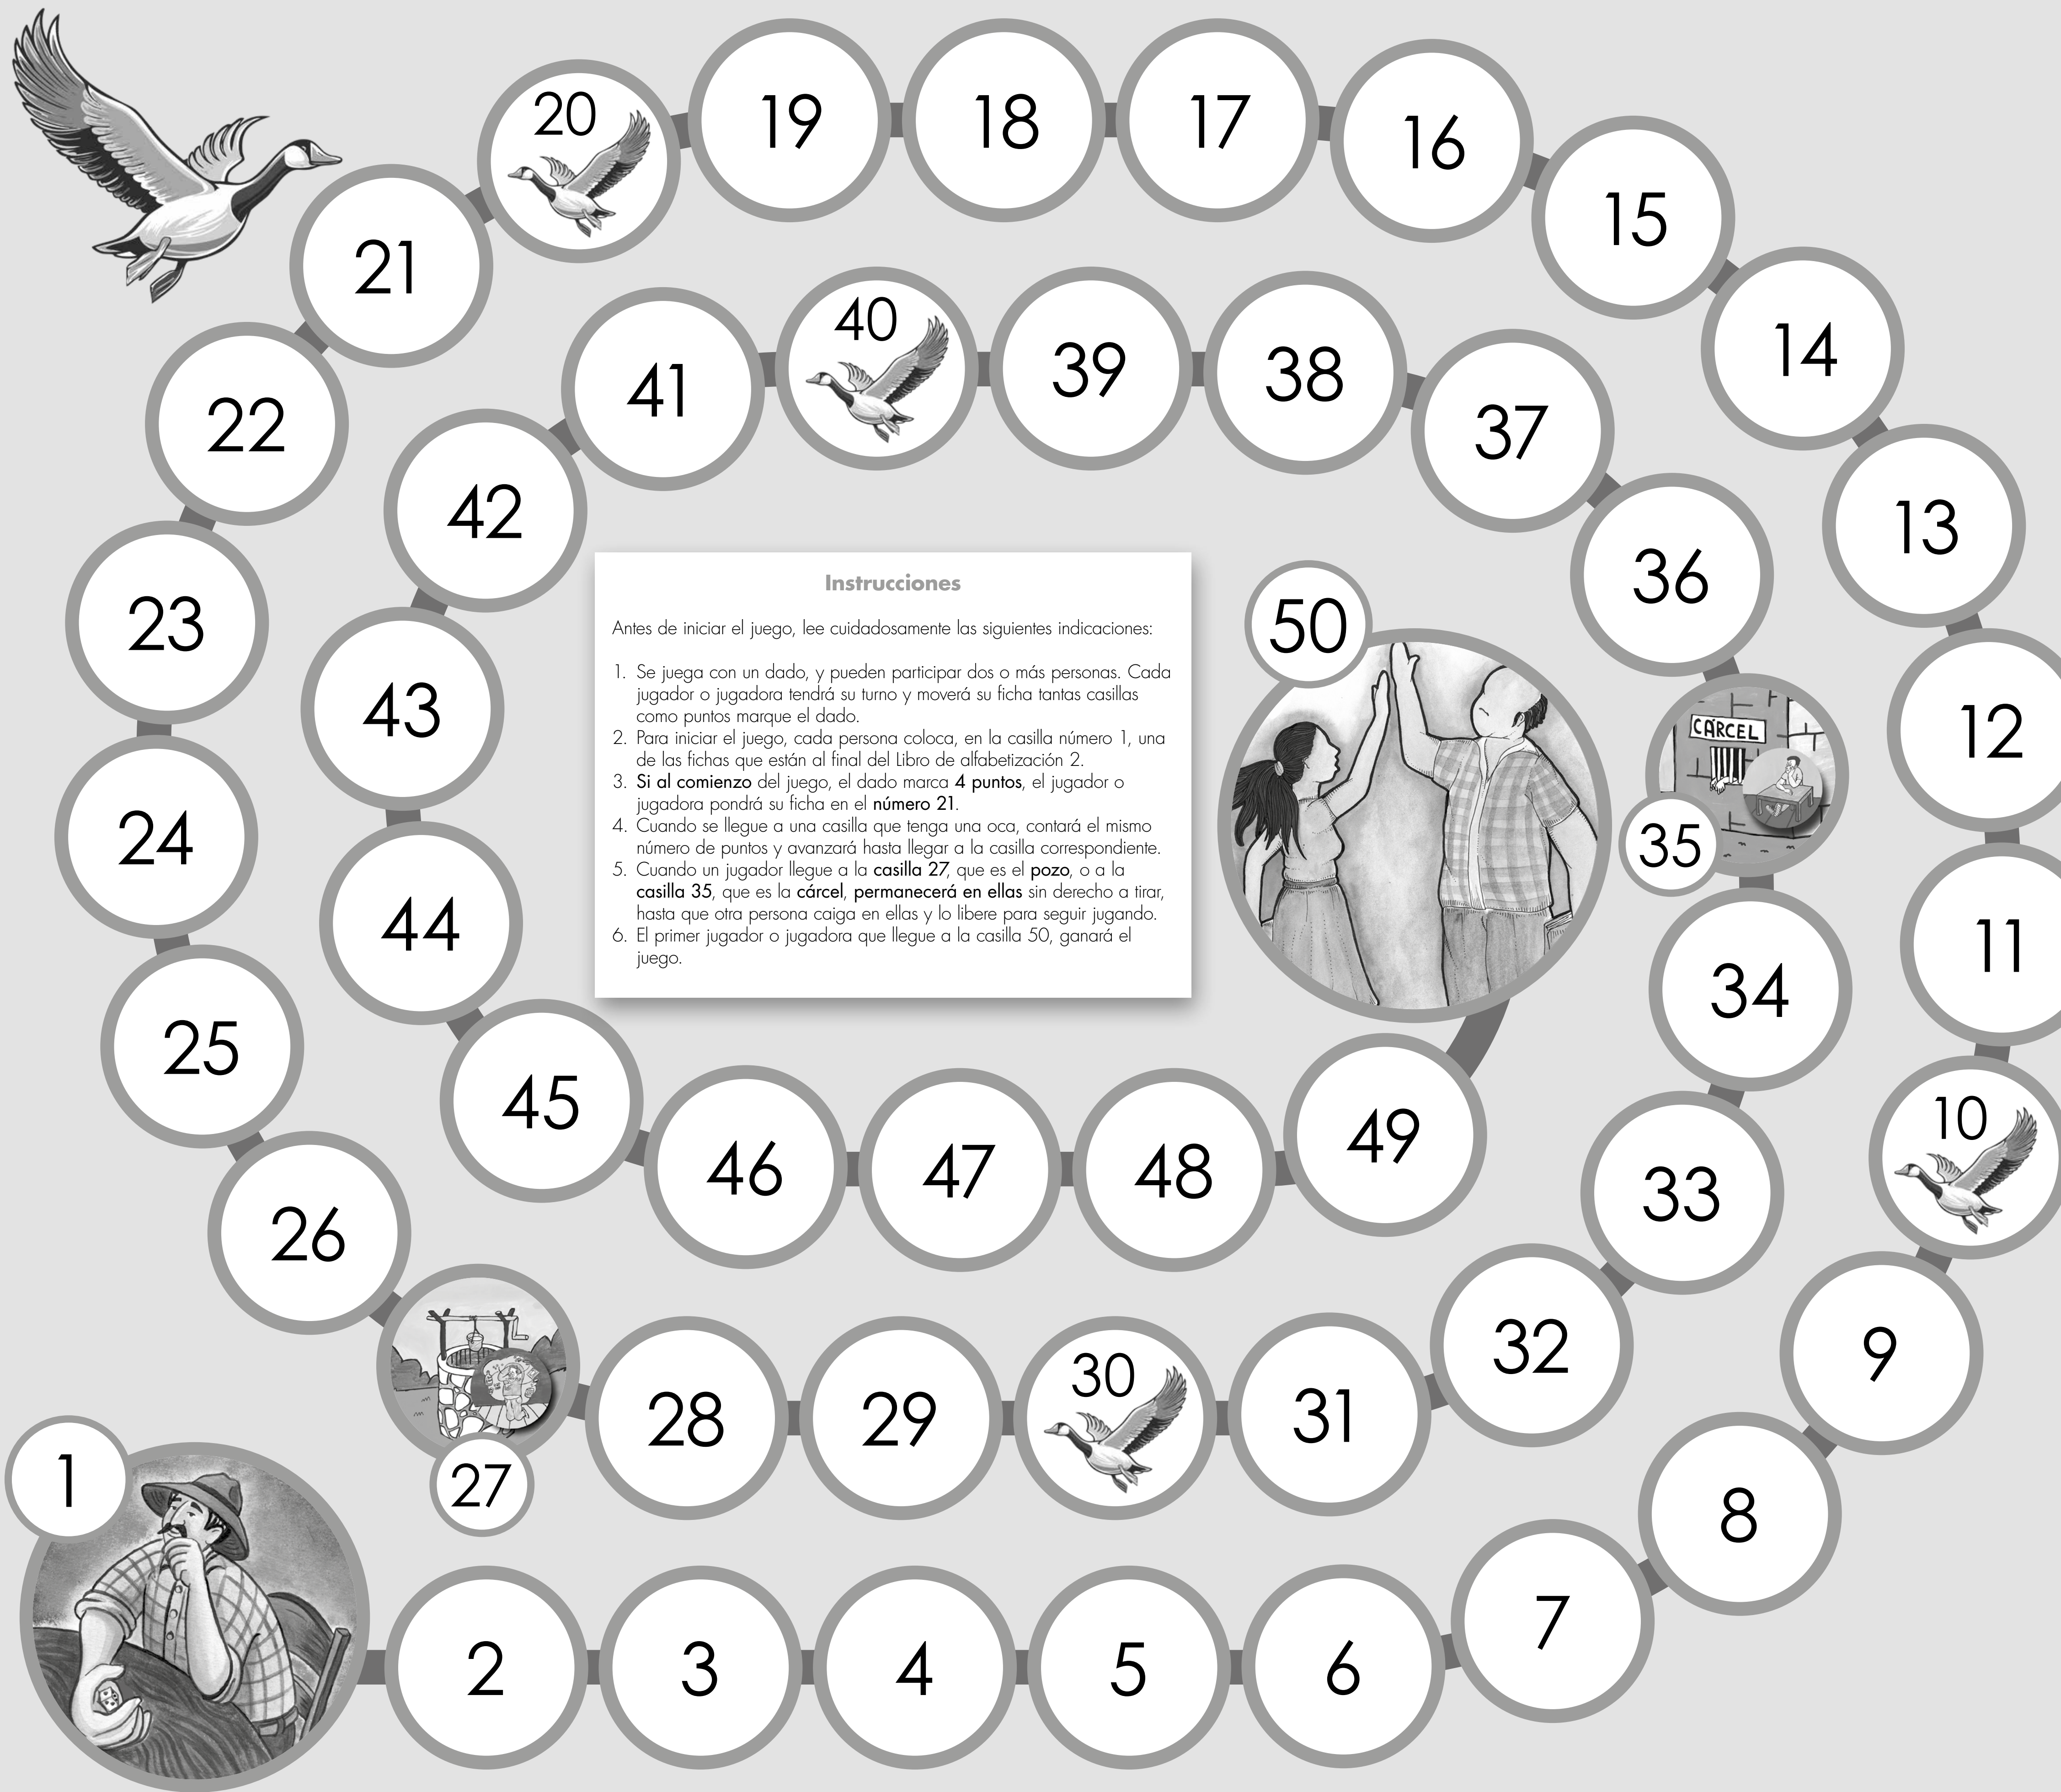 Instrucciones
Antes de iniciar el juego, lee cuidadosamente las siguientes indicaciones:
1. Se juega con un dado, y pueden participar dos o más personas. Cada
jugador o jugadora tendrá su turno y moverá su ficha tantas casillas
como puntos marque el dado.
2. Para iniciar el juego, cada persona coloca, en la casilla número 1, una
de las fichas que están al final del Libro de alfabetización 2.
3. Si al comienzo del juego, el dado marca 4 puntos, el jugador o
jugadora pondrá su ficha en el número 21.
4. Cuando se llegue a una casilla que tenga una oca, contará el mismo
número de puntos y avanzará hasta llegar a la casilla correspondiente.
5. Cuando un jugador llegue a la casilla 27, que es el pozo, o a la
casilla 35, que es la cárcel, permanecerá en ellas sin derecho a tirar,
hasta que otra persona caiga en ellas y lo libere para seguir jugando.
6. El primer jugador o jugadora que llegue a la casilla 50, ganará el
juego.
1
2
3
4
5
6
7
8
9
10
11
12
13
14
15
16
17
18
19
20
21
22
23
24
25
26
27
28
29
30
31
32
33
34
35
CÁRCEL
36
37
38
39
40
41
42
43
44
45
46
47
48
49
50